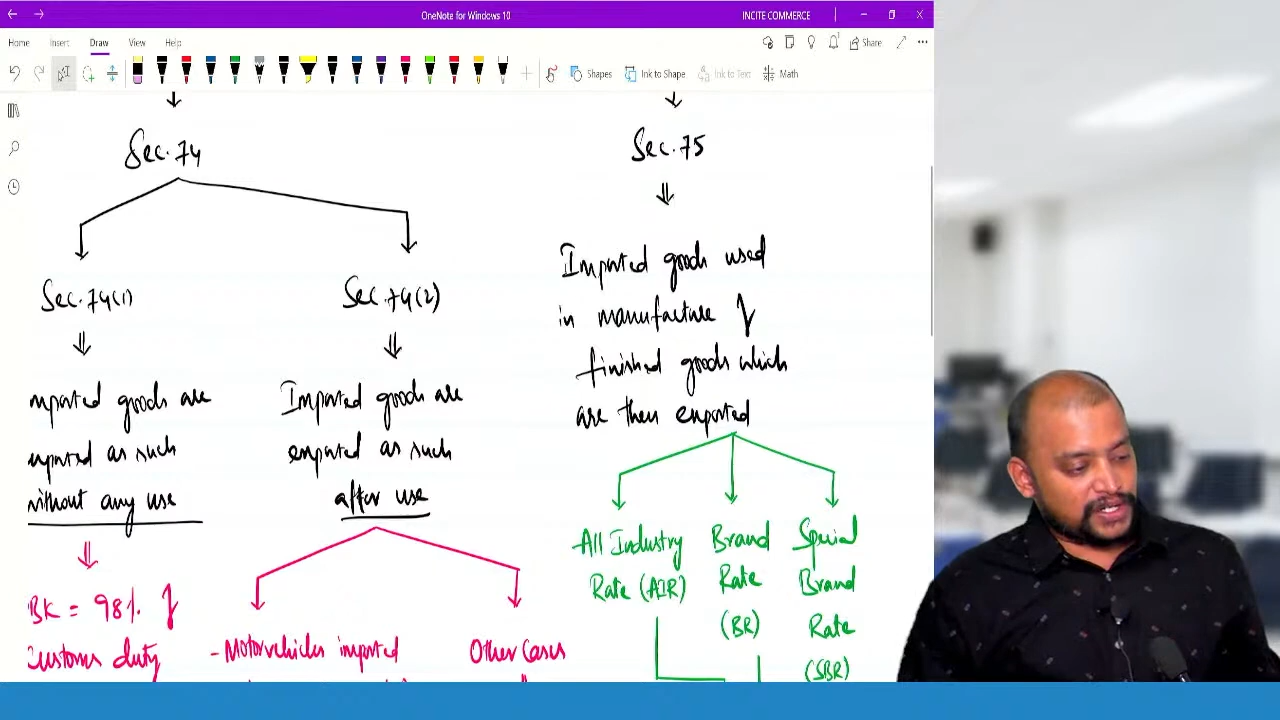 OneNote for Windows 10
INCITE COMMERCE
Home Insert Draw View Help
Share
Shapes Ink to Shape Ink to Text Math
Sec.74
Sec.75
Sec.74(1)
Sec.74(2)
Imported goods used
in manufacture of
finished goods which
are then exported
mported goods are
xported as such
without any use
Imported goods are
exported as such
after use
All Industry
Rate (AIR)
Brand
Rate
(BR)
Special
Brand
Rate
(SBR)
BK = 98% of
Customs duty
- Motorvehicles imported
Other Cases